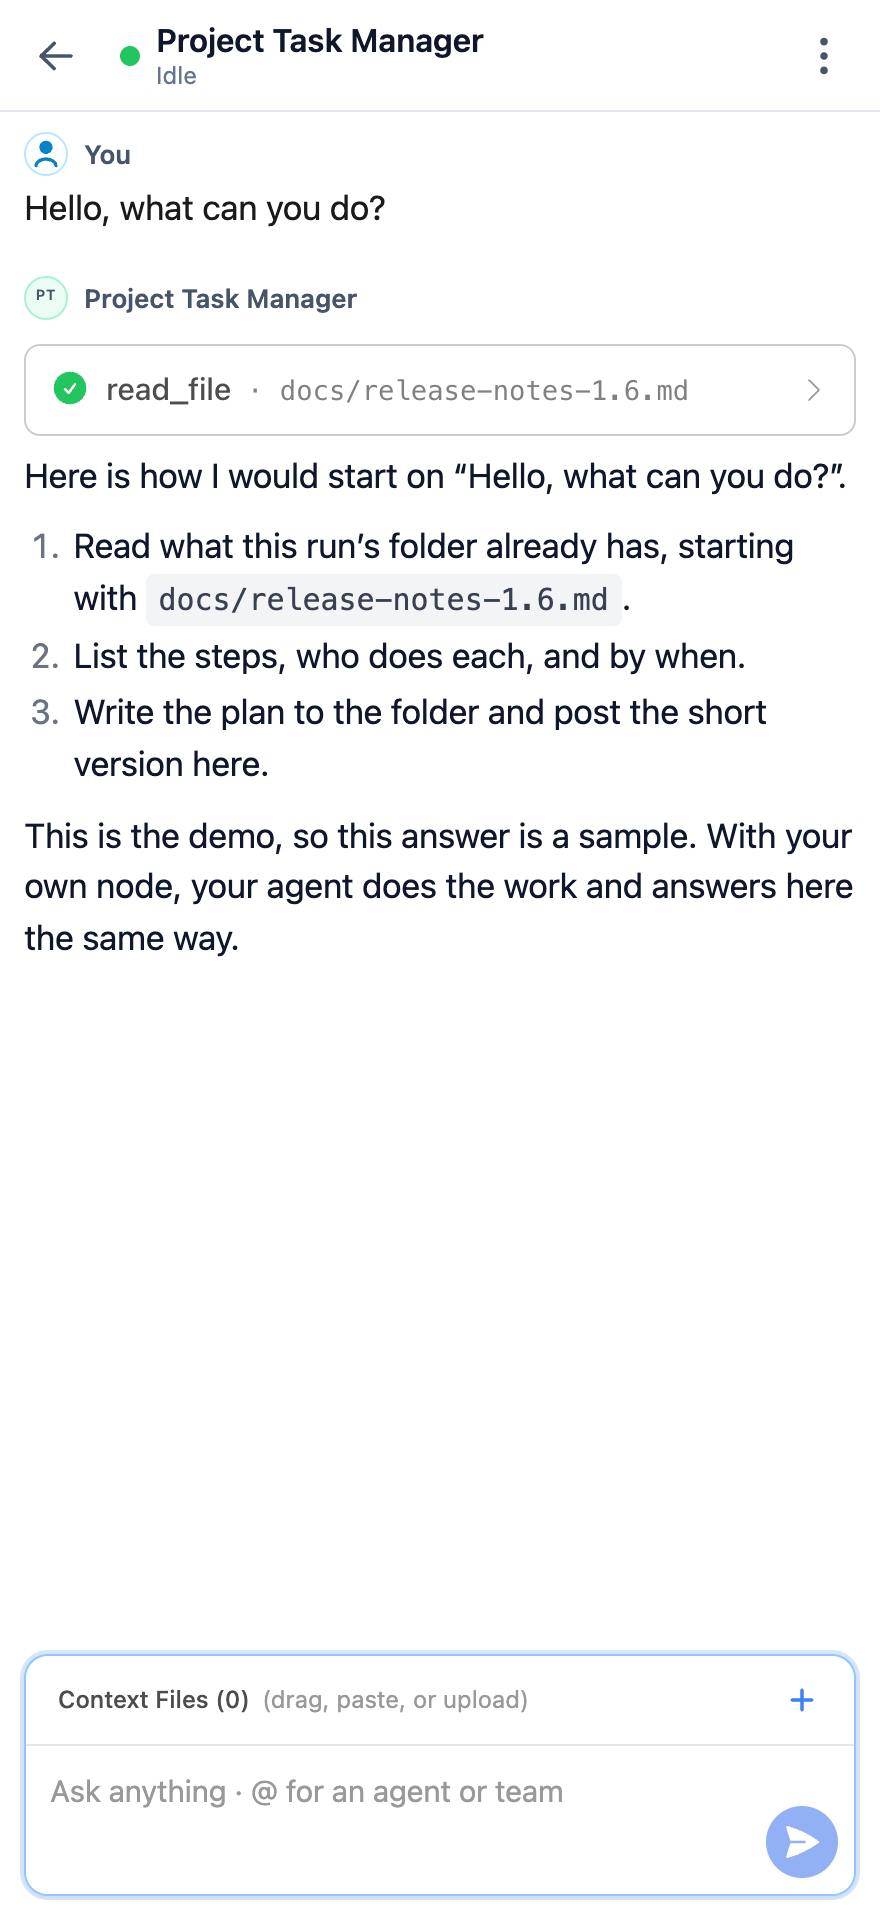 Project Task Manager
Idle
You
Hello, what can you do?
PT
Project Task Manager
read_file · docs/release-notes-1.6.md
Here is how I would start on “Hello, what can you do?”.
1. Read what this run’s folder already has, starting
with docs/release-notes-1.6.md.
2. List the steps, who does each, and by when.
3. Write the plan to the folder and post the short
version here.
This is the demo, so this answer is a sample. With your
own node, your agent does the work and answers here
the same way.
Context Files (0) (drag, paste, or upload)
Ask anything · @ for an agent or team